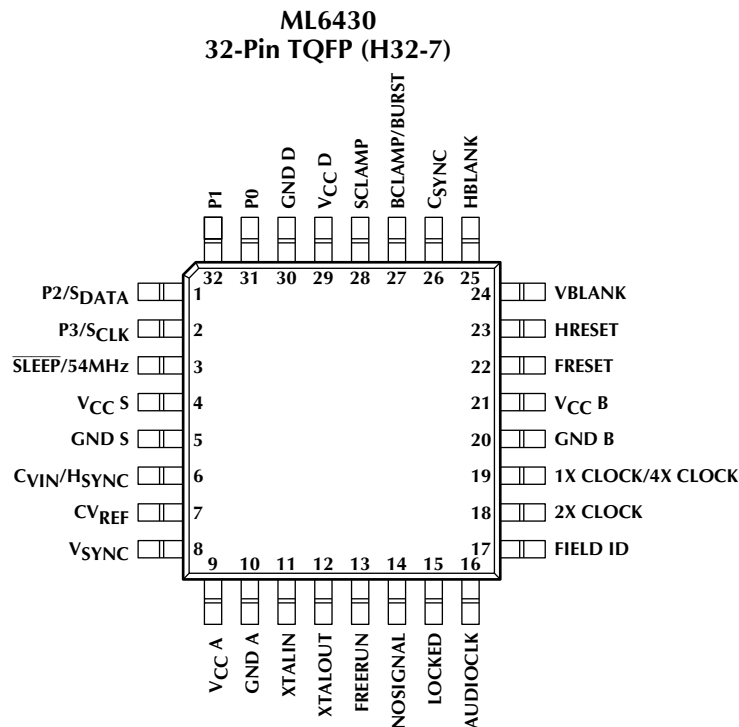 ML6430
32-Pin TQFP (H32-7)
P1
P0
GND D
VCC D
SCLAMP
BCLAMP/BURST
CSYNC
HBLANK
32 31 30 29 28 27 26 25
P2/SDATA 1
P3/SCLK 2
SLEEP/54MHz 3
VCC S 4
GND S 5
CVIN/HSYNC 6
CVREF 7
VSYNC 8
24 VBLANK
23 HRESET
22 FRESET
21 VCC B
20 GND B
19 1X CLOCK/4X CLOCK
18 2X CLOCK
17 FIELD ID
9 10 11 12 13 14 15 16
VCC A
GND A
XTALIN
XTALOUT
FREERUN
NOSIGNAL
LOCKED
AUDIOCLK